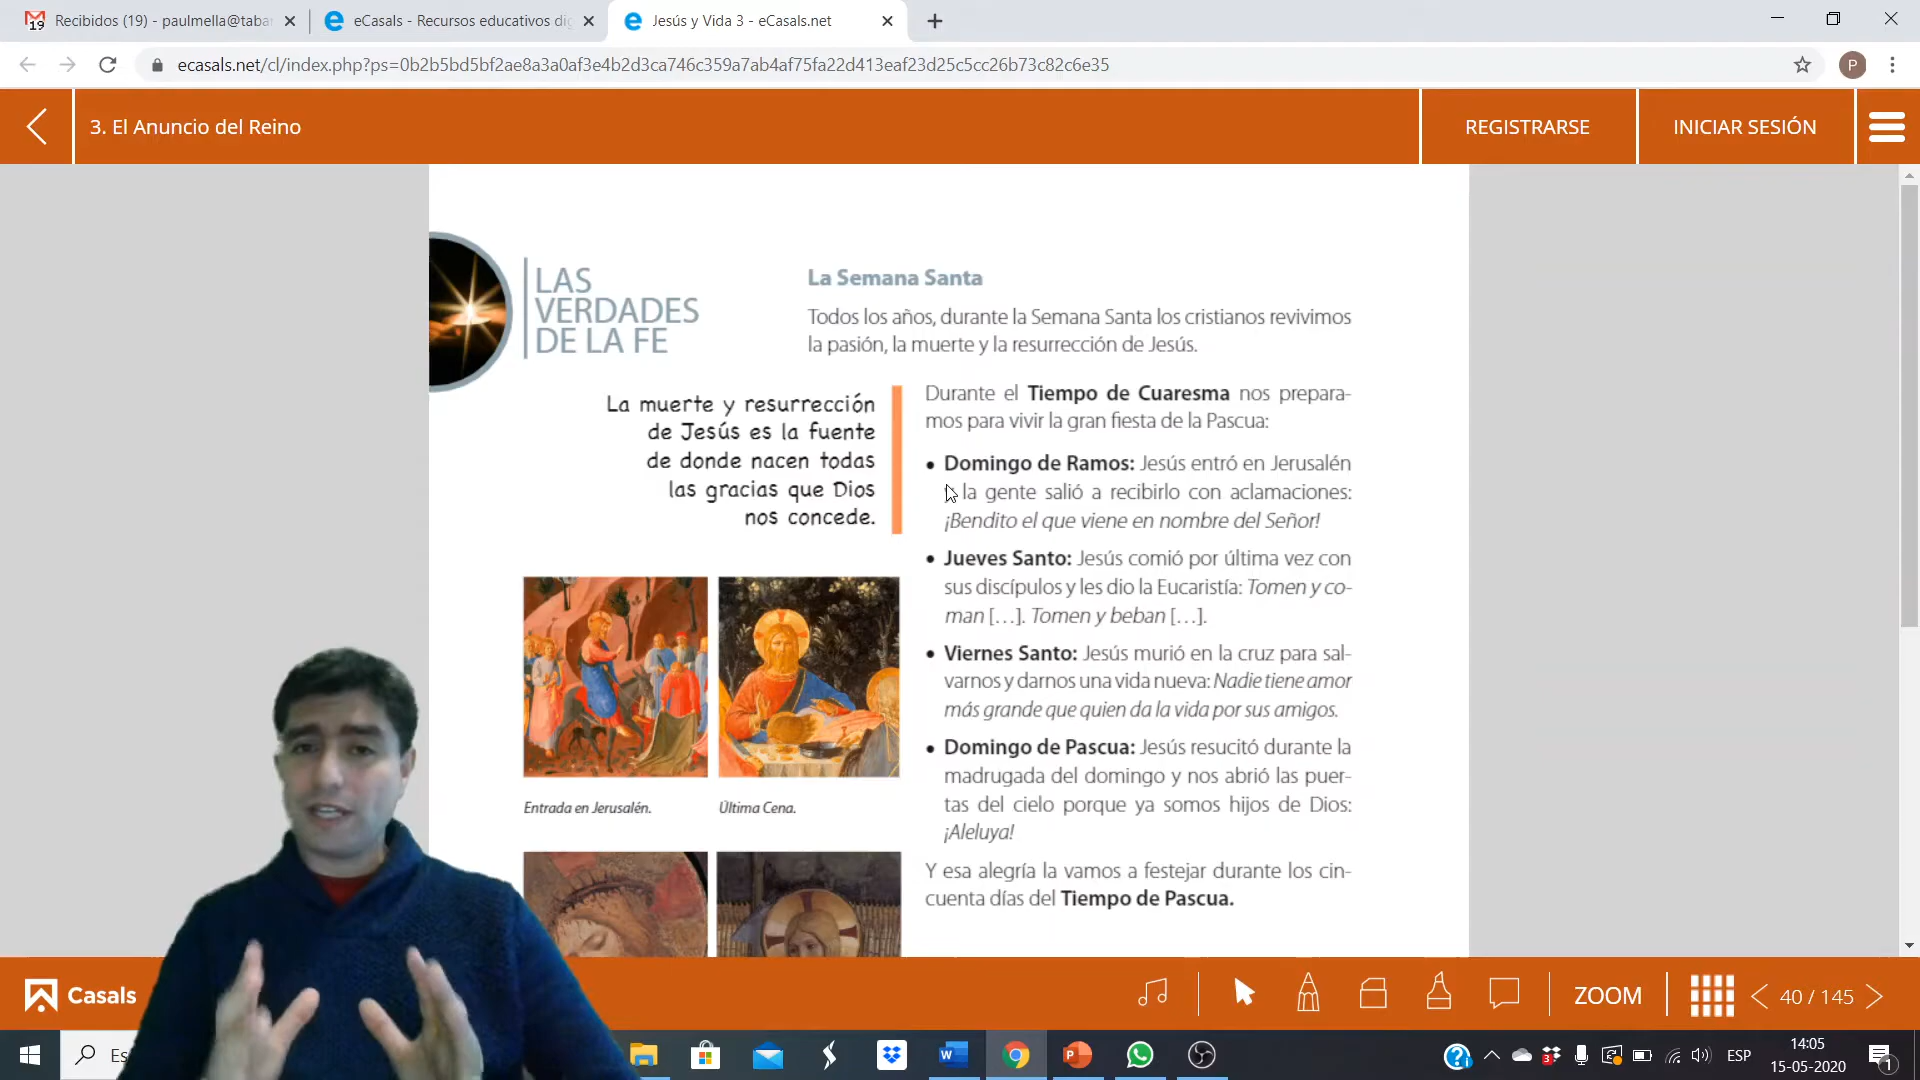 Recibidos (19) - paulmella@taba
eCasals - Recursos educativos di
Jesús y Vida 3 - eCasals.net
ecasals.net/cl/index.php?ps=0b2b5bd5bf2ae8a3a0af3e4b2d3ca746c359a7ab4af75fa22d413eaf23d25c5cc26b73c82c6e35
P
3. El Anuncio del Reino
REGISTRARSE
INICIAR SESIÓN
LAS
VERDADES
DE LA FE
La muerte y resurrección
de Jesús es la fuente
de donde nacen todas
las gracias que Dios
nos concede.
Entrada en Jerusalén.
Última Cena.
La Semana Santa
Todos los años, durante la Semana Santa los cristianos revivimos
la pasión, la muerte y la resurrección de Jesús.
Durante el Tiempo de Cuaresma nos prepara-
mos para vivir la gran fiesta de la Pascua:
• Domingo de Ramos: Jesús entró en Jerusalén
y la gente salió a recibirlo con aclamaciones:
¡Bendito el que viene en nombre del Señor!
• Jueves Santo: Jesús comió por última vez con
sus discípulos y les dio la Eucaristía: Tomen y co-
man [...]. Tomen y beban [...].
• Viernes Santo: Jesús murió en la cruz para sal-
varnos y darnos una vida nueva: Nadie tiene amor
más grande que quien da la vida por sus amigos.
• Domingo de Pascua: Jesús resucitó durante la
madrugada del domingo y nos abrió las puer-
tas del cielo porque ya somos hijos de Dios:
¡Aleluya!
Y esa alegría la vamos a festejar durante los cin-
cuenta días del Tiempo de Pascua.
Casals
ZOOM
40 / 145
Es
ESP
14:05
15-05-2020
1